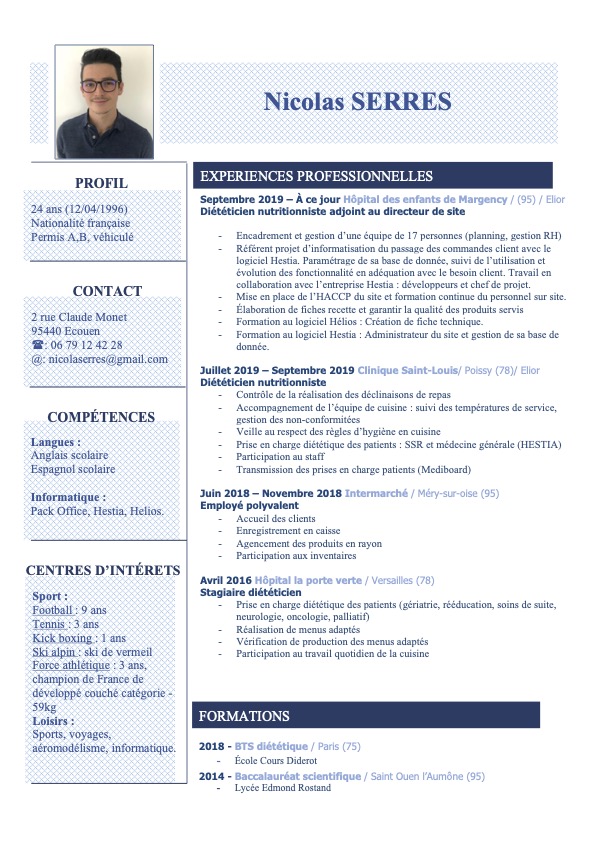 Nicolas SERRES
PROFIL
24 ans (12/04/1996)
Nationalité française
Permis A,B, véhiculé
CONTACT
2 rue Claude Monet
95440 Ecouen
☎: 06 79 12 42 28
@: nicolaserres@gmail.com
COMPÉTENCES
Langues :
Anglais scolaire
Espagnol scolaire
Informatique :
Pack Office, Hestia, Helios.
CENTRES D’INTÉRETS
Sport :
Football : 9 ans
Tennis : 3 ans
Kick boxing : 1 ans
Ski alpin : ski de vermeil
Force athlétique : 3 ans,
champion de France de
développé couché catégorie -
59kg
Loisirs :
Sports, voyages,
aéromodélisme, informatique.
EXPERIENCES PROFESSIONNELLES
Septembre 2019 – À ce jour Hôpital des enfants de Margency / (95) / Elior
Diététicien nutritionniste adjoint au directeur de site
- Encadrement et gestion d’une équipe de 17 personnes (planning, gestion RH)
- Référent projet d’informatisation du passage des commandes client avec le
logiciel Hestia. Paramétrage de sa base de donnée, suivi de l’utilisation et
évolution des fonctionnalité en adéquation avec le besoin client. Travail en
collaboration avec l’entreprise Hestia : développeurs et chef de projet.
- Mise en place de l’HACCP du site et formation continue du personnel sur site.
- Élaboration de fiches recette et garantir la qualité des produits servis
- Formation au logiciel Hélios : Création de fiche technique.
- Formation au logiciel Hestia : Administrateur du site et gestion de sa base de
donnée.
Juillet 2019 – Septembre 2019 Clinique Saint-Louis/ Poissy (78)/ Elior
Diététicien nutritionniste
- Contrôle de la réalisation des déclinaisons de repas
- Accompagnement de l’équipe de cuisine : suivi des températures de service,
gestion des non-conformitées
- Veille au respect des règles d’hygiène en cuisine
- Prise en charge diététique des patients : SSR et médecine générale (HESTIA)
- Participation au staff
- Transmission des prises en charge patients (Mediboard)
Juin 2018 – Novembre 2018 Intermarché / Méry-sur-oise (95)
Employé polyvalent
- Accueil des clients
- Enregistrement en caisse
- Agencement des produits en rayon
- Participation aux inventaires
Avril 2016 Hôpital la porte verte / Versailles (78)
Stagiaire diététicien
- Prise en charge diététique des patients (gériatrie, rééducation, soins de suite,
neurologie, oncologie, palliatif)
- Réalisation de menus adaptés
- Vérification de production des menus adaptés
- Participation au travail quotidien de la cuisine
FORMATIONS
2018 - BTS diététique / Paris (75)
- École Cours Diderot
2014 - Baccalauréat scientifique / Saint Ouen l’Aumône (95)
- Lycée Edmond Rostand